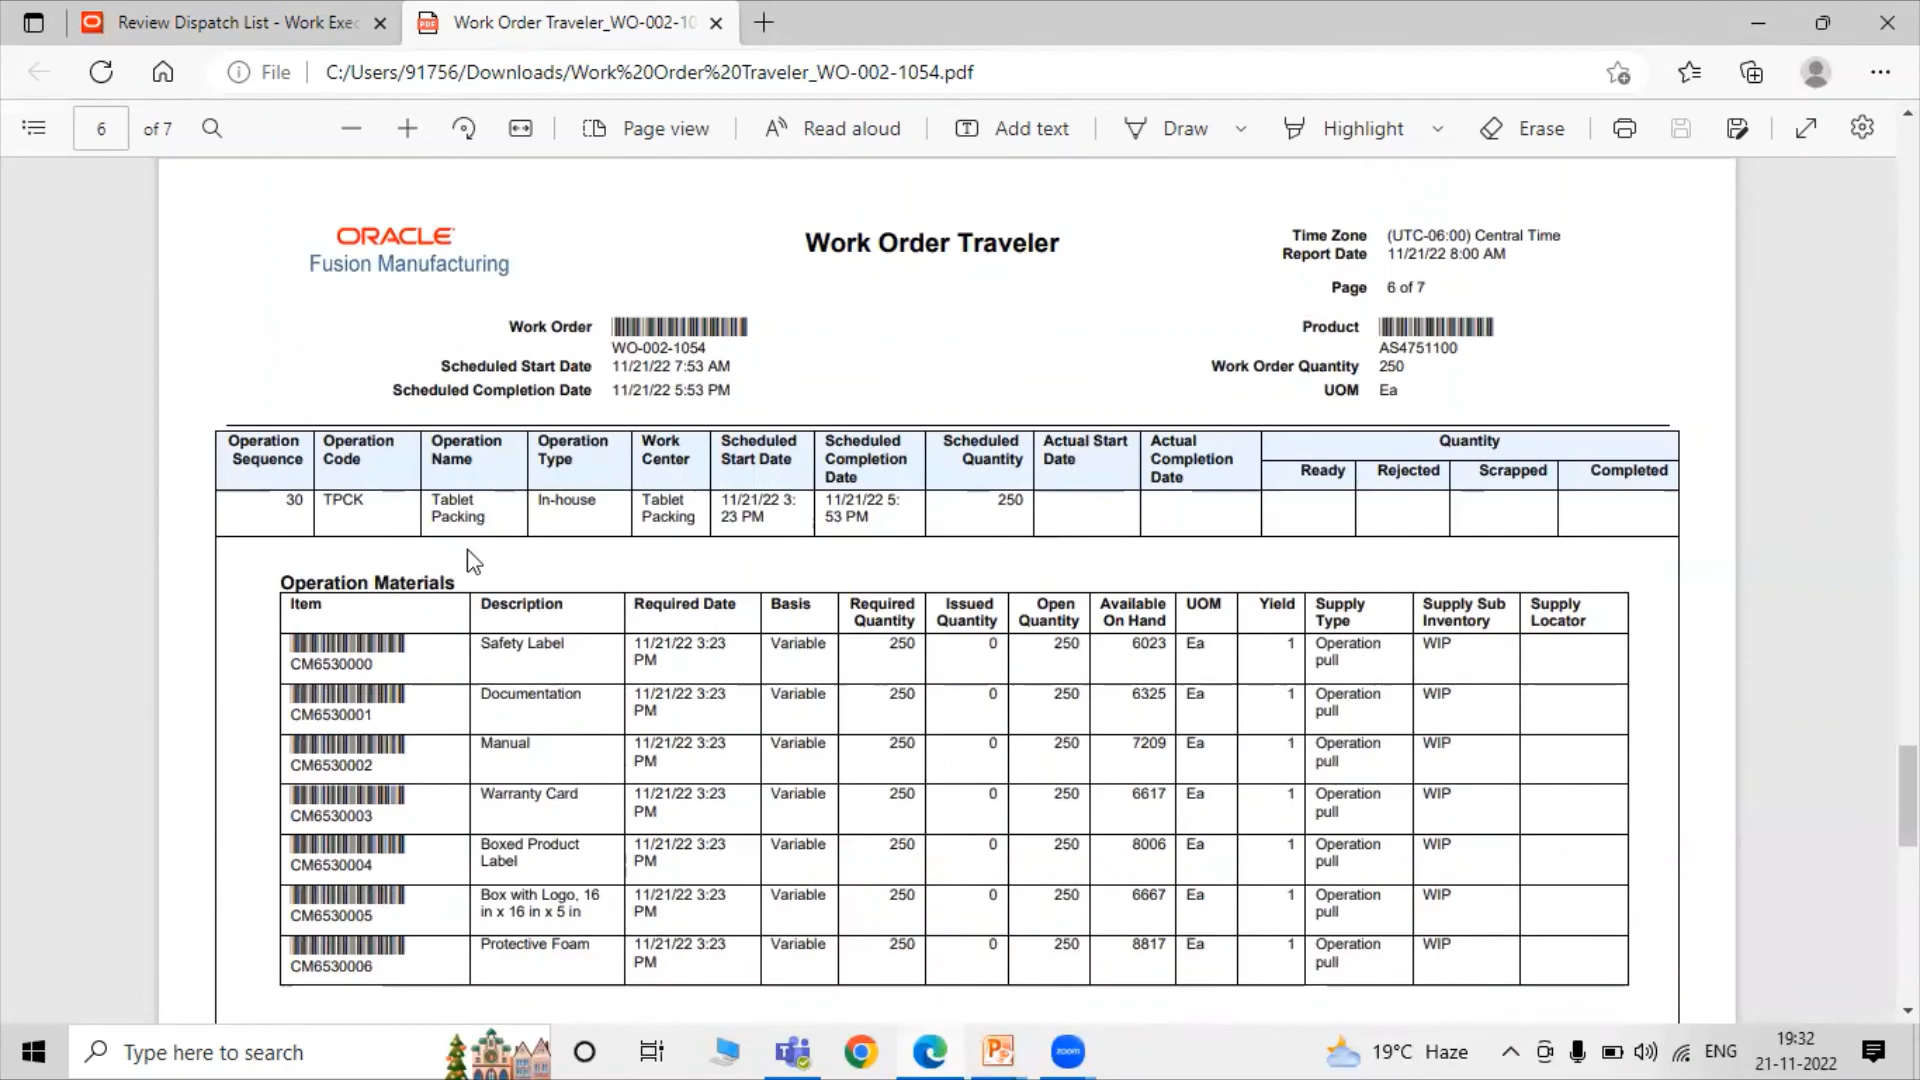 Review Dispatch List - Work Exec
Work Order Traveler_WO-002-10
File
C:/Users/91756/Downloads/Work%20Order%20Traveler_WO-002-1054.pdf
6 of 7
Page view
Read aloud
Add text
Draw
Highlight
Erase
ORACLE
Fusion Manufacturing
Work Order Traveler
Time Zone (UTC-06:00) Central Time
Report Date 11/21/22 8:00 AM
Page 6 of 7
Work Order
WO-002-1054
Scheduled Start Date 11/21/22 7:53 AM
Scheduled Completion Date 11/21/22 5:53 PM
Product
AS4751100
Work Order Quantity 250
UOM Ea
Operation Sequence Operation Code Operation Name Operation Type Work Center Scheduled Start Date Scheduled Completion Date Scheduled Quantity Actual Start Date Actual Completion Date Quantity
Ready Rejected Scrapped Completed
30 TPCK Tablet Packing In-house Tablet Packing 11/21/22 3:23 PM 11/21/22 5:53 PM 250
Operation Materials
Item Description Required Date Basis Required Quantity Issued Quantity Open Quantity Available On Hand UOM Yield Supply Type Supply Sub Inventory Supply Locator
CM6530000 Safety Label 11/21/22 3:23 PM Variable 250 0 250 6023 Ea 1 Operation pull WIP
CM6530001 Documentation 11/21/22 3:23 PM Variable 250 0 250 6325 Ea 1 Operation pull WIP
CM6530002 Manual 11/21/22 3:23 PM Variable 250 0 250 7209 Ea 1 Operation pull WIP
CM6530003 Warranty Card 11/21/22 3:23 PM Variable 250 0 250 6617 Ea 1 Operation pull WIP
CM6530004 Boxed Product Label 11/21/22 3:23 PM Variable 250 0 250 8006 Ea 1 Operation pull WIP
CM6530005 Box with Logo, 16 in x 16 in x 5 in 11/21/22 3:23 PM Variable 250 0 250 6667 Ea 1 Operation pull WIP
CM6530006 Protective Foam 11/21/22 3:23 PM Variable 250 0 250 8817 Ea 1 Operation pull WIP
Type here to search
zoom
19°C Haze
ENG
19:32
21-11-2022